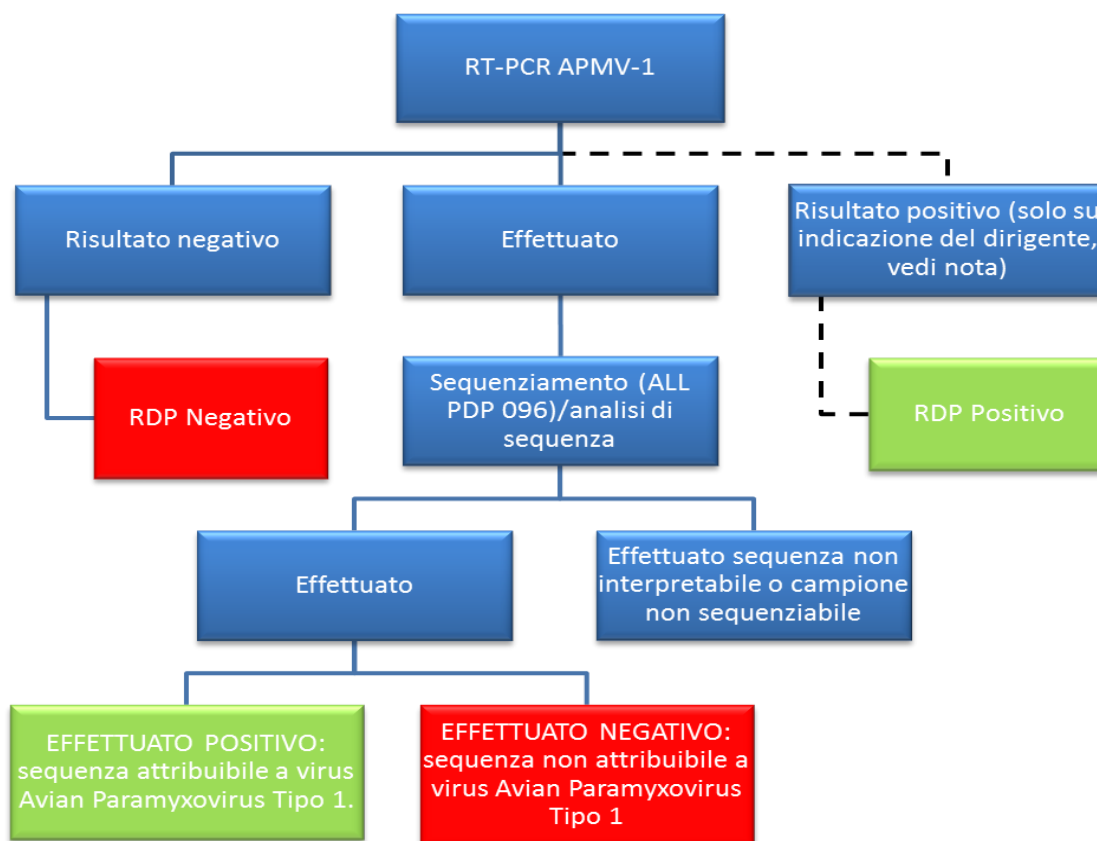 RT-PCR APMV-1
Risultato negativo
Effettuato
Risultato positivo (solo su
indicazione del dirigente,
vedi nota)
RDP Negativo
Sequenziamento (ALL
PDP 096)/analisi di
sequenza
RDP Positivo
Effettuato
Effettuato sequenza non
interpretabile o campione
non sequenziabile
EFFETTUATO POSITIVO:
sequenza attribuibile a virus
Avian Paramyxovirus Tipo 1.
EFFETTUATO NEGATIVO:
sequenza non attribuibile a
virus Avian Paramyxovirus
Tipo 1